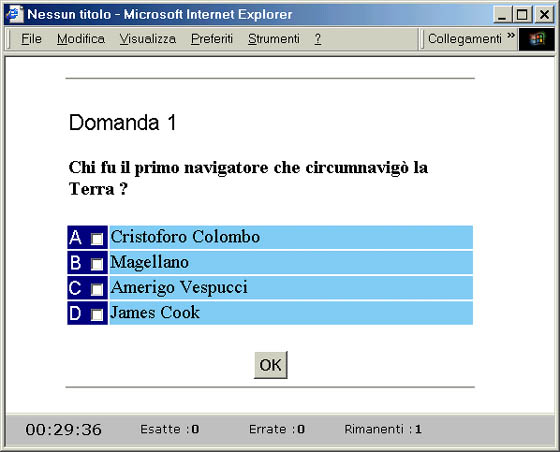 Nessun titolo - Microsoft Internet Explorer
File Modifica Visualizza Preferiti Strumenti ? Collegamenti »
Domanda 1
Chi fu il primo navigatore che circumnavigò la
Terra ?
A Cristoforo Colombo
B Magellano
C Amerigo Vespucci
D James Cook
OK
00:29:36 Esatte :0 Errate :0 Rimanenti :1